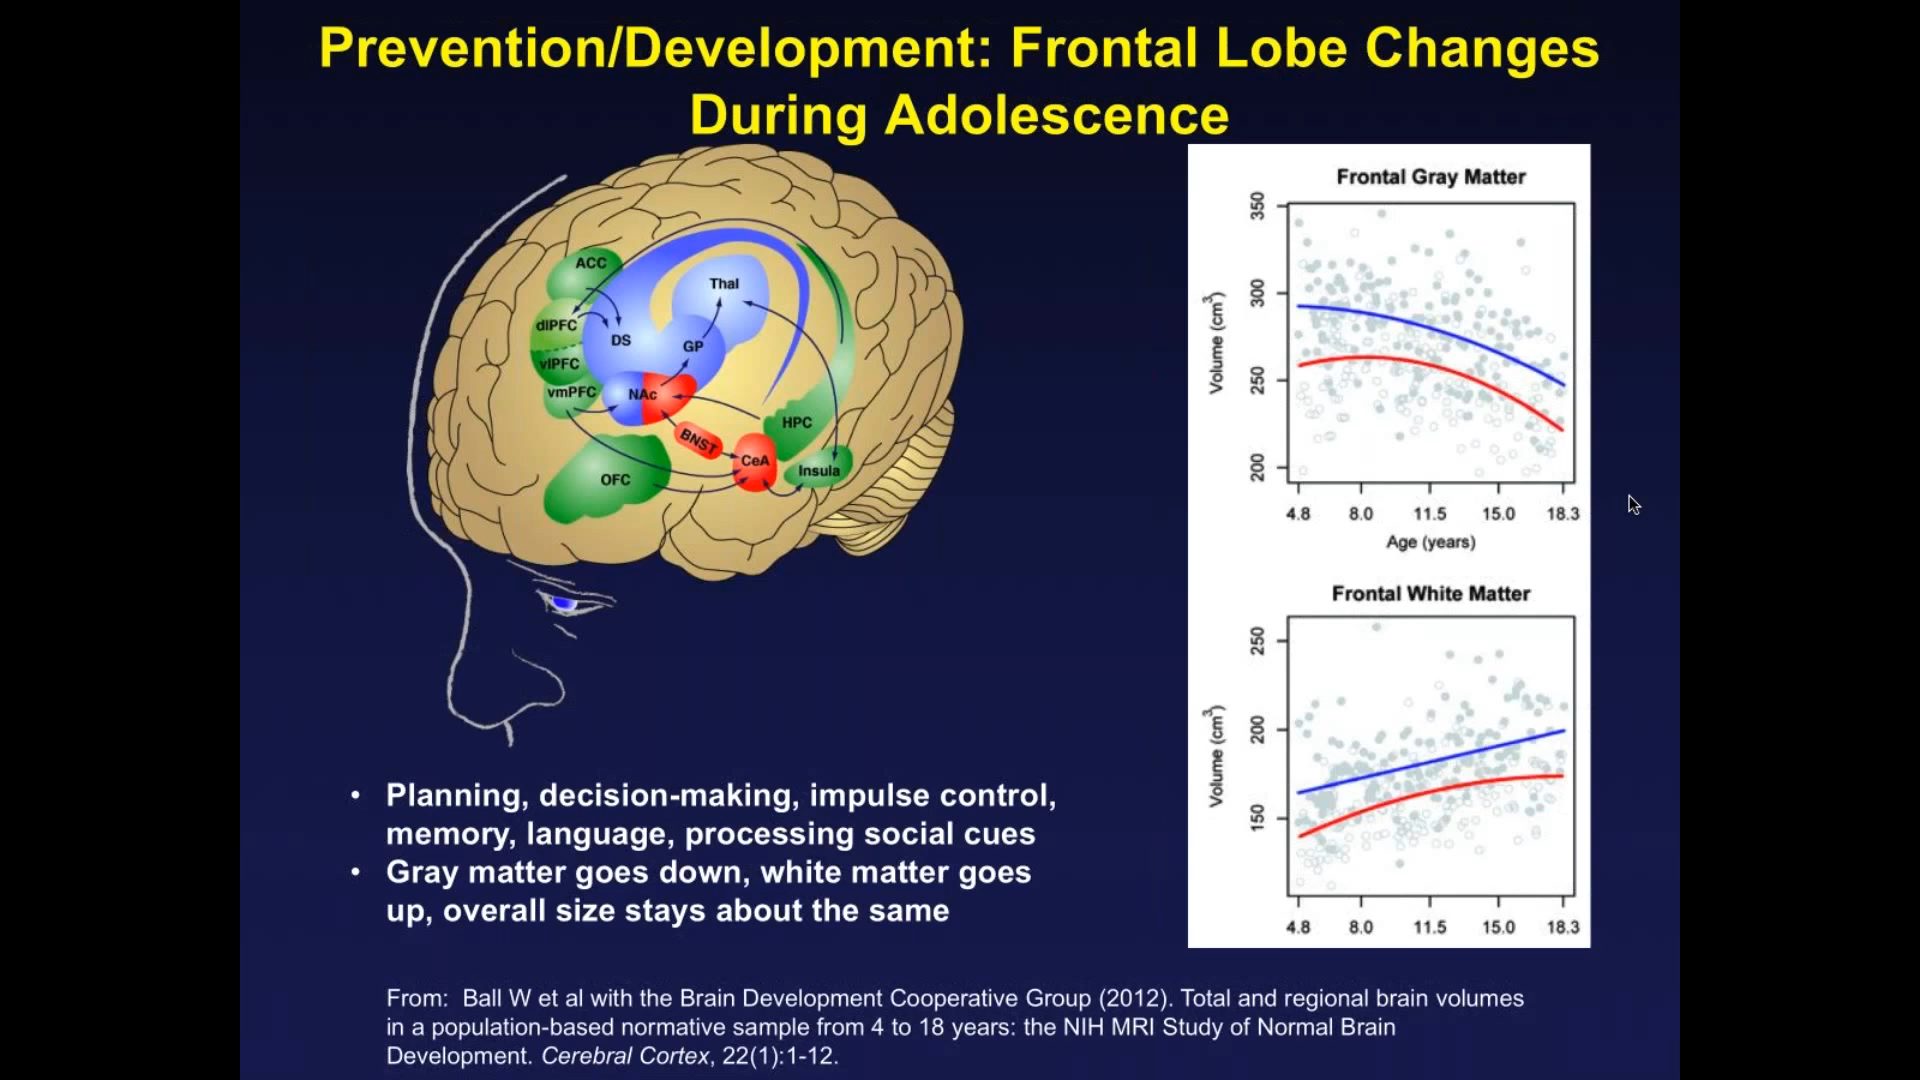 Prevention/Development: Frontal Lobe Changes
During Adolescence
ACC
dlPFC
vlPFC
vmPFC
DS
Thal
GP
NAc
BNST
CeA
HPC
Insula
OFC
Frontal Gray Matter
Volume (cm³)
350
300
250
200
4.8 8.0 11.5 15.0 18.3
Age (years)
Frontal White Matter
Volume (cm³)
250
200
150
4.8 8.0 11.5 15.0 18.3
• Planning, decision-making, impulse control,
memory, language, processing social cues
• Gray matter goes down, white matter goes
up, overall size stays about the same
From: Ball W et al with the Brain Development Cooperative Group (2012). Total and regional brain volumes
in a population-based normative sample from 4 to 18 years: the NIH MRI Study of Normal Brain
Development. Cerebral Cortex, 22(1):1-12.